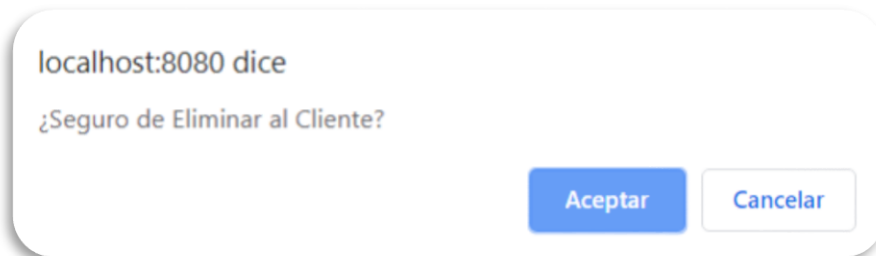 localhost:8080 dice
¿Seguro de Eliminar al Cliente?
Aceptar Cancelar